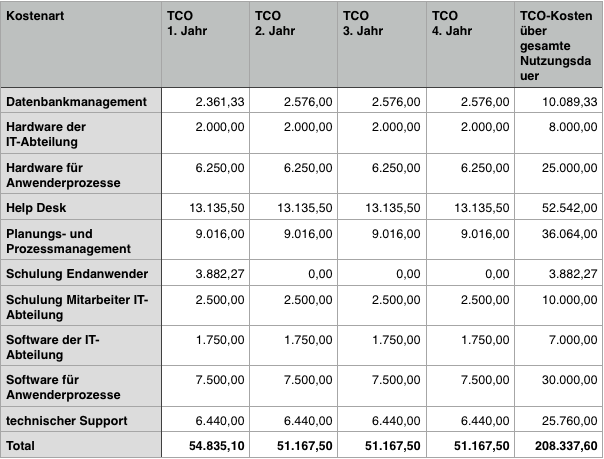 Kostenart TCO 1. Jahr TCO 2. Jahr TCO 3. Jahr TCO 4. Jahr TCO-Kosten über gesamte Nutzungsda uer
Datenbankmanagement 2.361,33 2.576,00 2.576,00 2.576,00 10.089,33
Hardware der IT-Abteilung 2.000,00 2.000,00 2.000,00 2.000,00 8.000,00
Hardware für Anwenderprozesse 6.250,00 6.250,00 6.250,00 6.250,00 25.000,00
Help Desk 13.135,50 13.135,50 13.135,50 13.135,50 52.542,00
Planungs- und Prozessmanagement 9.016,00 9.016,00 9.016,00 9.016,00 36.064,00
Schulung Endanwender 3.882,27 0,00 0,00 0,00 3.882,27
Schulung Mitarbeiter IT-Abteilung 2.500,00 2.500,00 2.500,00 2.500,00 10.000,00
Software der IT-Abteilung 1.750,00 1.750,00 1.750,00 1.750,00 7.000,00
Software für Anwenderprozesse 7.500,00 7.500,00 7.500,00 7.500,00 30.000,00
technischer Support 6.440,00 6.440,00 6.440,00 6.440,00 25.760,00
Total 54.835,10 51.167,50 51.167,50 51.167,50 208.337,60